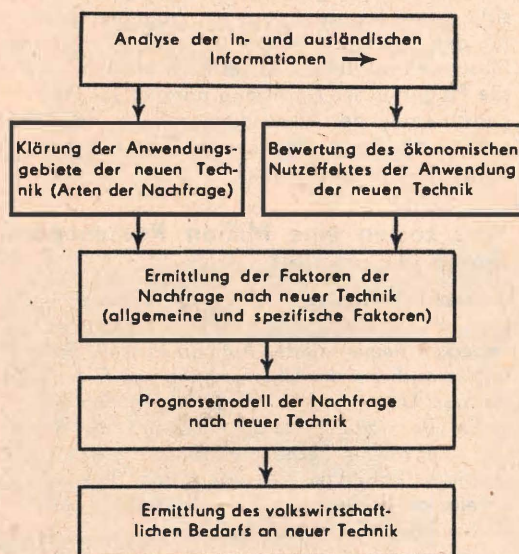 Analyse der in- und ausländischen
Informationen →
Klärung der Anwendungs-
gebiete der neuen Tech-
nik (Arten der Nachfrage)
Bewertung des ökonomischen
Nutzeffektes der Anwendung
der neuen Technik
Ermittlung der Faktoren der
Nachfrage nach neuer Technik
(allgemeine und spezifische Faktoren)
Prognosemodell der Nachfrage
nach neuer Technik
Ermittlung des volkswirtschaft-
lichen Bedarfs an neuer Technik